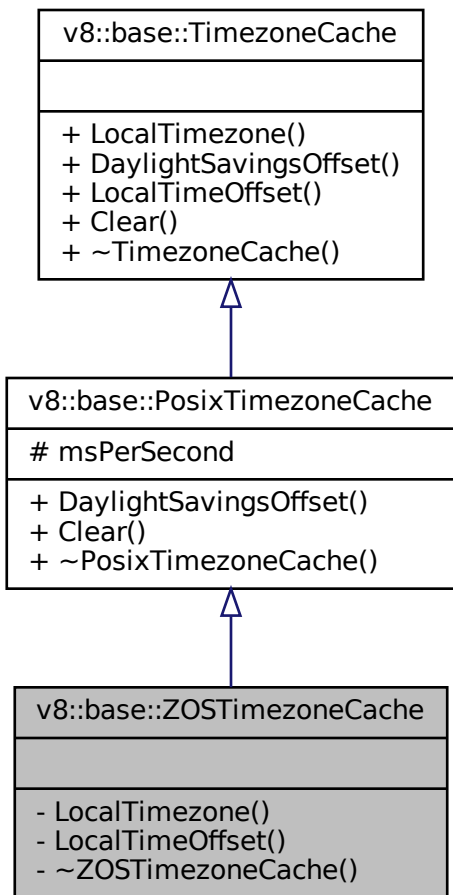 v8::base::TimezoneCache
+ LocalTimezone()
+ DaylightSavingsOffset()
+ LocalTimeOffset()
+ Clear()
+ ~TimezoneCache()
v8::base::PosixTimezoneCache
# msPerSecond
+ DaylightSavingsOffset()
+ Clear()
+ ~PosixTimezoneCache()
v8::base::ZOSTimezoneCache
- LocalTimezone()
- LocalTimeOffset()
- ~ZOSTimezoneCache()